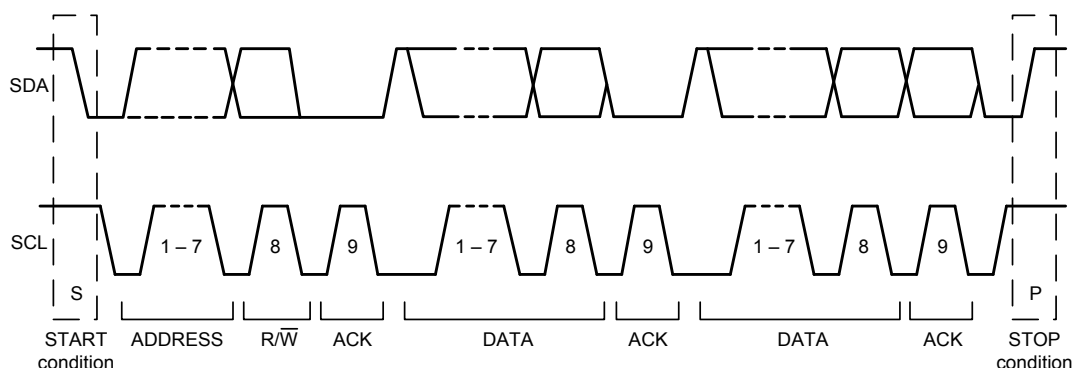 SDA
SCL
1 – 7 8 9 1 – 7 8 9 1 – 7 8 9
S P
START ADDRESS R/W̅ ACK DATA ACK DATA ACK STOP
condition condition